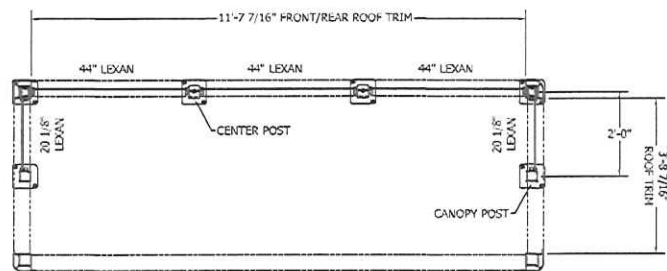 11'-7 7/16" FRONT/REAR ROOF TRIM
44" LEXAN
44" LEXAN
44" LEXAN
CENTER POST
20 1/8"
LEXAN
20 1/8"
LEXAN
2'-0"
3'-8 7/16"
ROOF TRIM
CANOPY POST